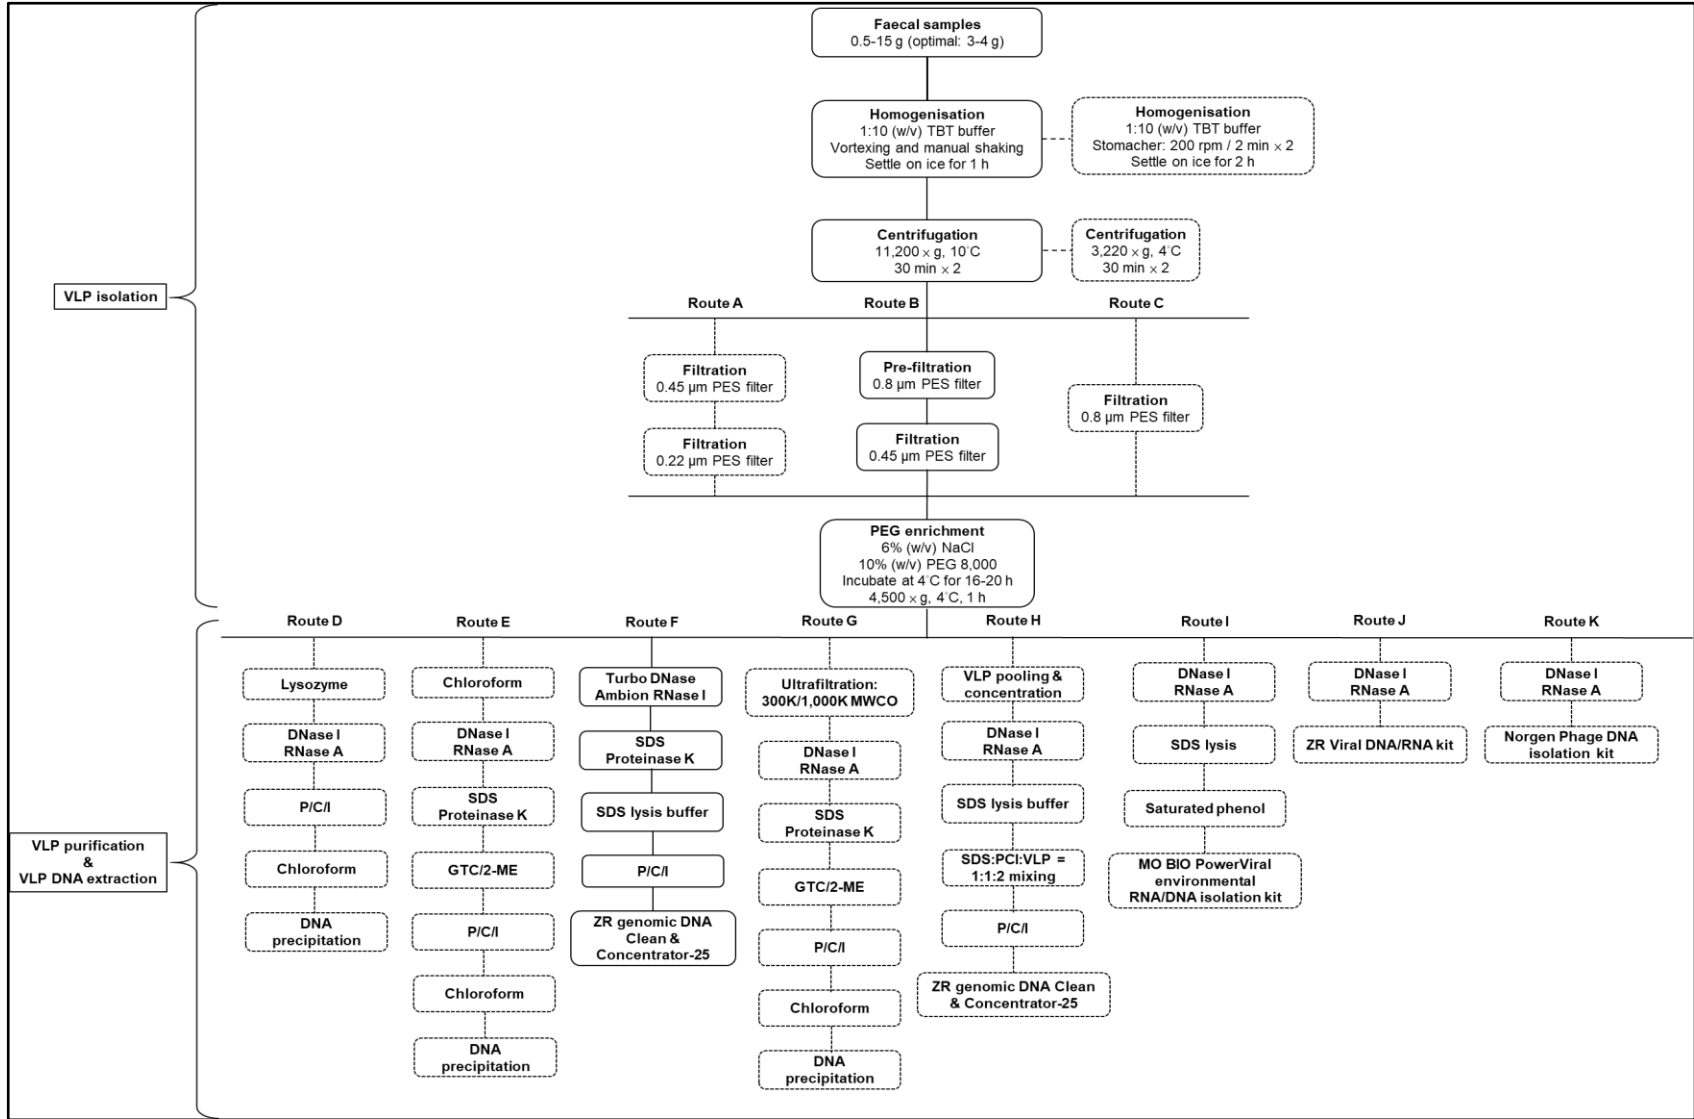 Faecal samples
0.5-15 g (optimal: 3-4 g)
Homogenisation
1:10 (w/v) TBT buffer
Vortexing and manual shaking
Settle on ice for 1 h
Homogenisation
1:10 (w/v) TBT buffer
Stomacher: 200 rpm / 2 min × 2
Settle on ice for 2 h
Centrifugation
11,200 × g, 10°C
30 min × 2
Centrifugation
3,220 × g, 4°C
30 min × 2
VLP isolation
Route A
Route B
Route C
Filtration
0.45 µm PES filter
Filtration
0.22 µm PES filter
Pre-filtration
0.8 µm PES filter
Filtration
0.45 µm PES filter
Filtration
0.8 µm PES filter
PEG enrichment
6% (w/v) NaCl
10% (w/v) PEG 8,000
Incubate at 4°C for 16-20 h
4,500 × g, 4°C, 1 h
VLP purification
&
VLP DNA extraction
Route D
Lysozyme
DNase I
RNase A
P/C/I
Chloroform
DNA
precipitation
Route E
Chloroform
DNase I
RNase A
SDS
Proteinase K
GTC/2-ME
P/C/I
Chloroform
DNA
precipitation
Route F
Turbo DNase
Ambion RNase I
SDS
Proteinase K
SDS lysis buffer
P/C/I
ZR genomic DNA
Clean &
Concentrator-25
Route G
Ultrafiltration:
300K/1,000K MWCO
DNase I
RNase A
SDS
Proteinase K
GTC/2-ME
P/C/I
Chloroform
DNA
precipitation
Route H
VLP pooling &
concentration
DNase I
RNase A
SDS lysis buffer
SDS:PCI:VLP =
1:1:2 mixing
P/C/I
ZR genomic DNA Clean
& Concentrator-25
Route I
DNase I
RNase A
SDS lysis
Saturated phenol
MO BIO PowerViral
environmental
RNA/DNA isolation kit
Route J
DNase I
RNase A
ZR Viral DNA/RNA kit
Route K
DNase I
RNase A
Norgen Phage DNA
isolation kit